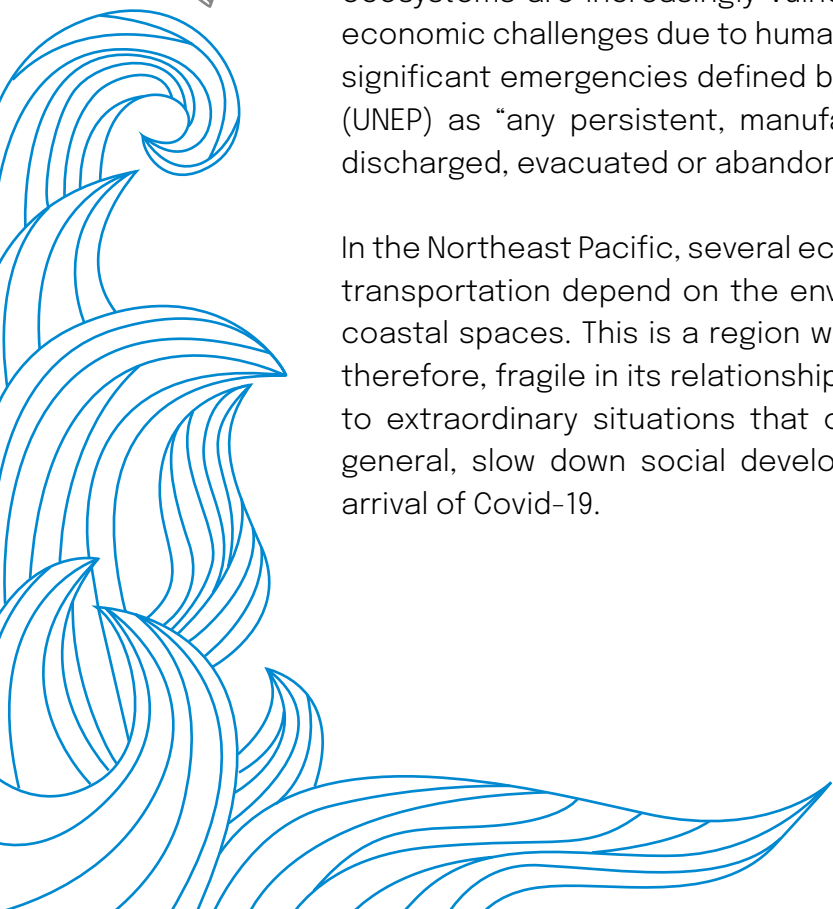 economic challenges due to huma
significant emergencies defined b
(UNEP) as “any persistent, manufa
discharged, evacuated or abandon
In the Northeast Pacific, several ec
transportation depend on the env
coastal spaces. This is a region w
therefore, fragile in its relationship
to extraordinary situations that c
general, slow down social develo
arrival of Covid-19.